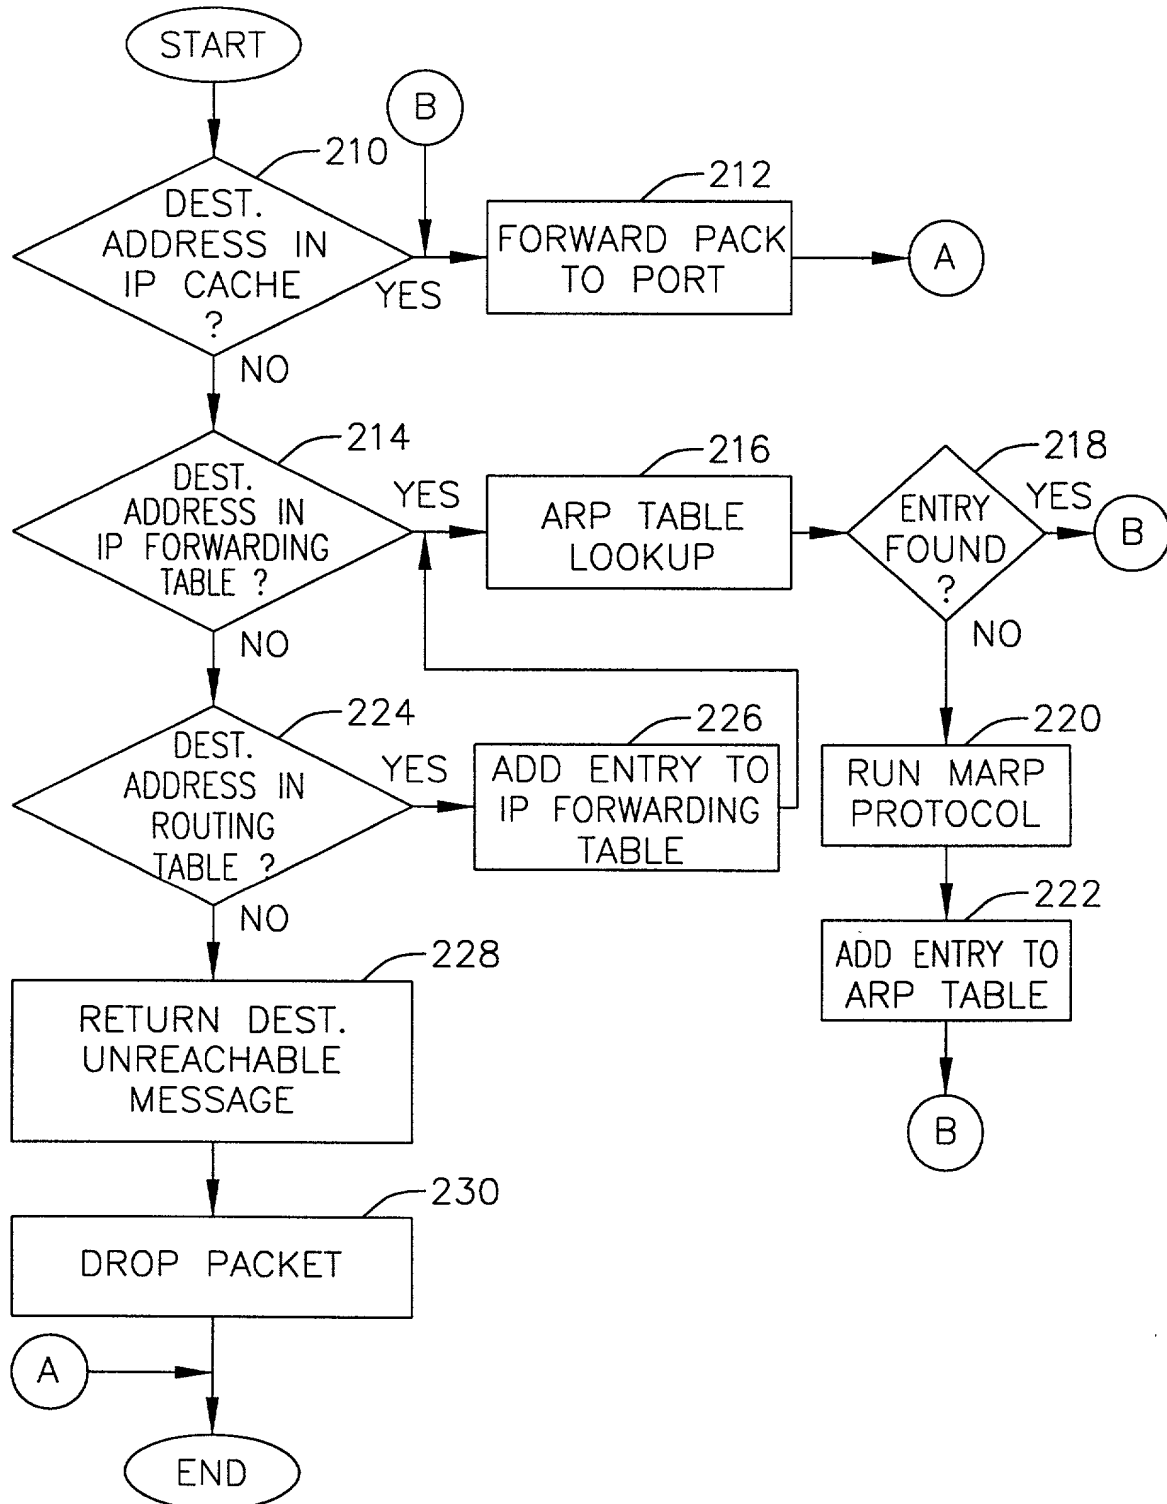 START
B
210
DEST.
ADDRESS IN
IP CACHE
?
YES
NO
212
FORWARD PACK
TO PORT
A
214
DEST.
ADDRESS IN
IP FORWARDING
TABLE ?
YES
NO
216
ARP TABLE
LOOKUP
218
ENTRY
FOUND
?
YES
B
NO
224
DEST.
ADDRESS IN
ROUTING
TABLE ?
YES
NO
226
ADD ENTRY TO
IP FORWARDING
TABLE
220
RUN MARP
PROTOCOL
222
ADD ENTRY TO
ARP TABLE
B
228
RETURN DEST.
UNREACHABLE
MESSAGE
230
DROP PACKET
A
END